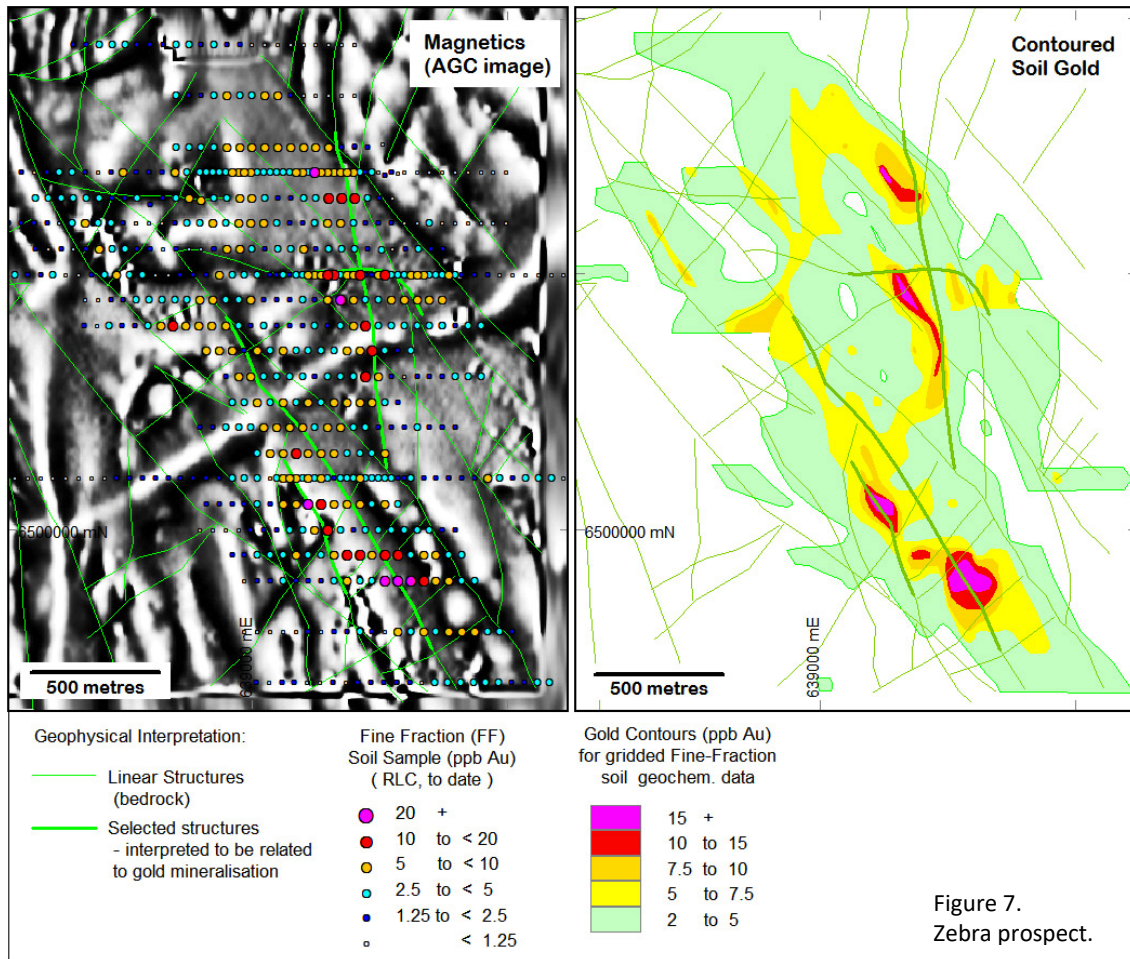 Magnetics
(AGC image)
6500000 mN
639000 mE
500 metres
Contoured
Soil Gold
6500000 mN
639000 mE
500 metres
Geophysical Interpretation:
Linear Structures
(bedrock)
Selected structures
- interpreted to be related
to gold mineralisation
Fine Fraction (FF)
Soil Sample (ppb Au)
( RLC, to date )
20 +
10 to < 20
5 to < 10
2.5 to < 5
1.25 to < 2.5
< 1.25
Gold Contours (ppb Au)
for gridded Fine-Fraction
soil geochem. data
15 +
10 to 15
7.5 to 10
5 to 7.5
2 to 5
Figure 7.
Zebra prospect.